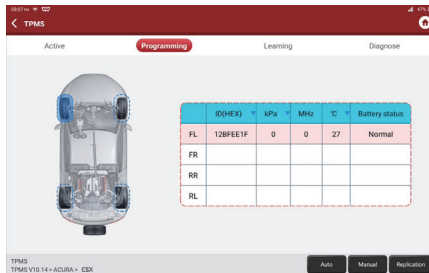 TPMS
Active Programming Learning Diagnose
ID(HEX) kPa MHz °C Battery status
FL 12BFEE1F 0 0 27 Normal
FR
RR
RL
TPMS
TPMS V10.14 > ACURA > CSX
Auto Manual Replication